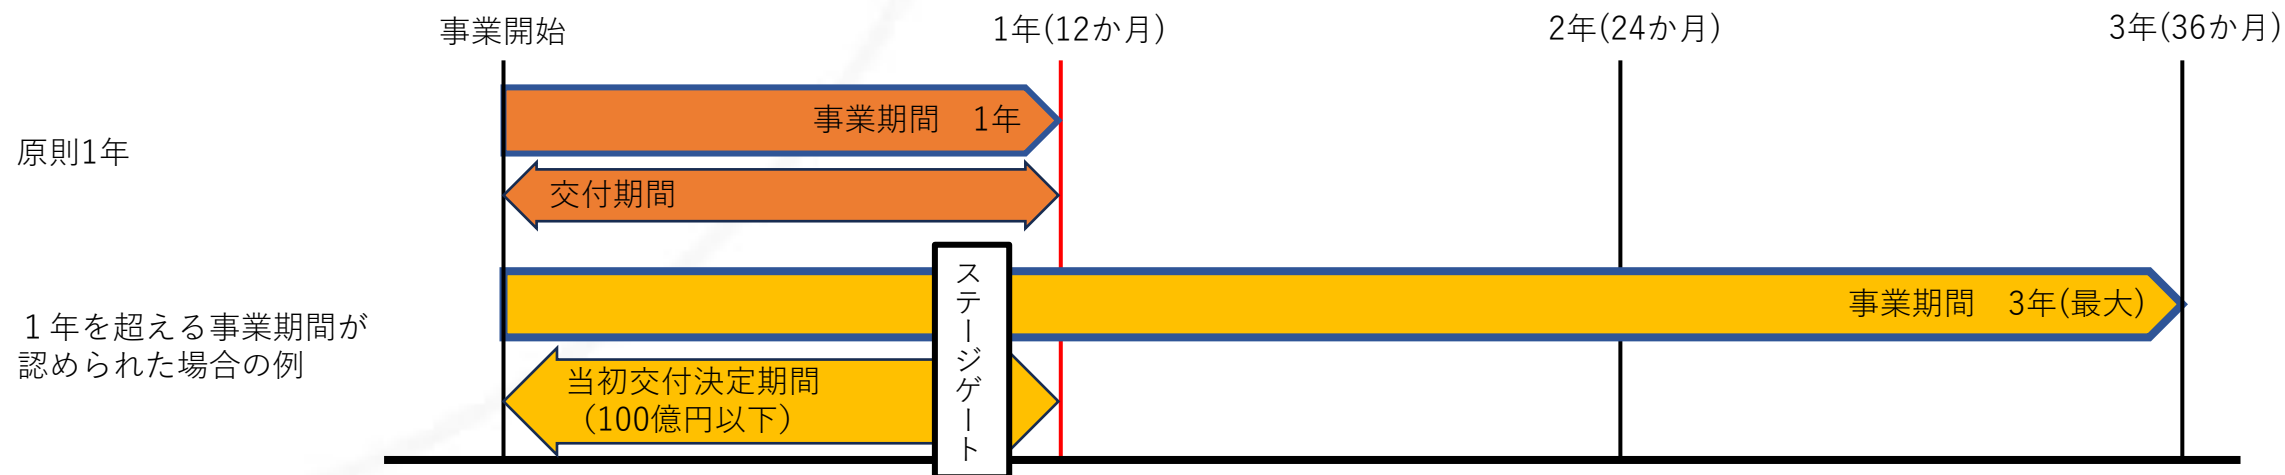 事業開始
1年(12か月)
2年(24か月)
3年(36か月)
原則1年
事業期間　1年
交付期間
１年を超える事業期間が
認められた場合の例
ステージゲート
事業期間　3年(最大)
当初交付決定期間
（100億円以下）